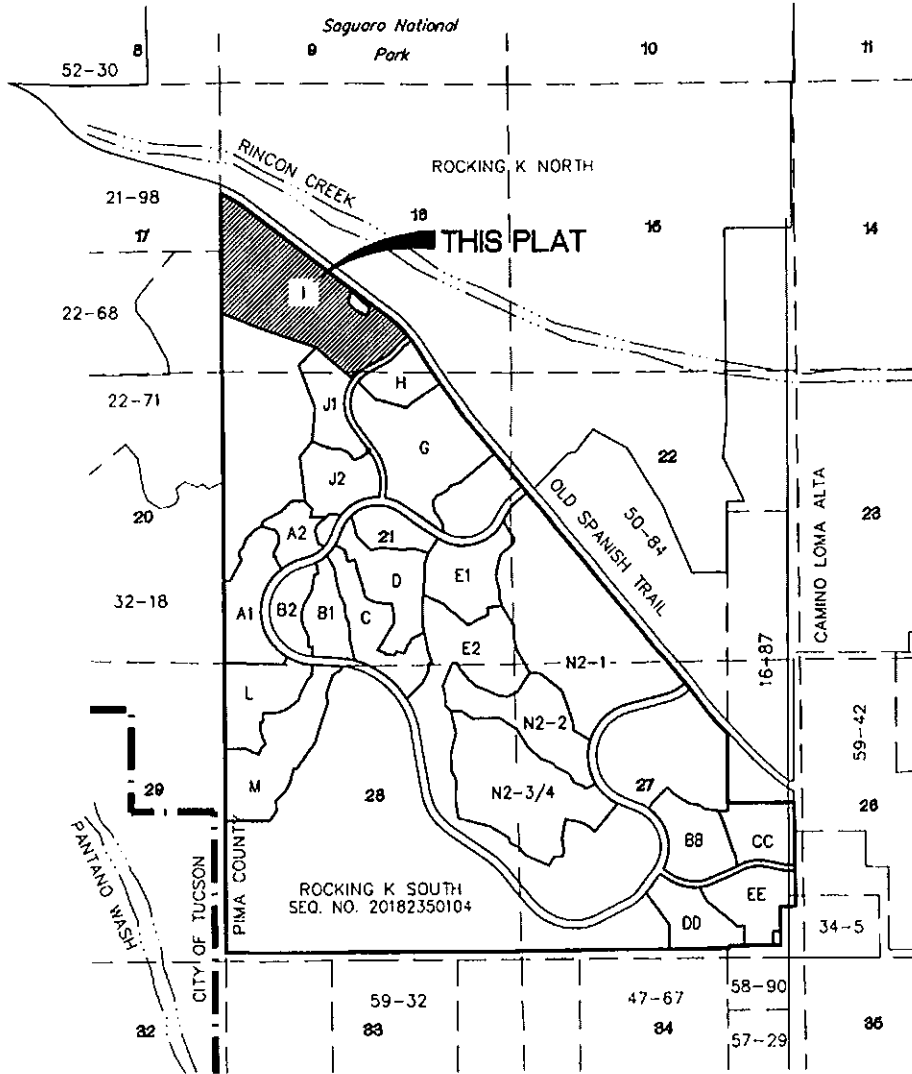 Saguaro National
Park
8
9
10
11
52-30
RINCON CREEK
ROCKING K NORTH
21-98
17
16
15
14
THIS PLAT
I
22-68
22-71
H
J1
G
J2
22
23
OLD SPANISH TRAIL
50-84
CAMINO LOMA ALTA
20
A2
21
D
E1
32-18
A1
B2
B1
C
E2
N2-1
16-87
L
N2-2
59-42
M
N2-3/4
29
28
27
26
BB
CC
PANTANO WASH
CITY OF TUCSON
PIMA COUNTY
ROCKING K SOUTH
SEQ. NO. 20182350104
EE
DD
34-5
59-32
47-67
58-90
32
33
34
57-29
35